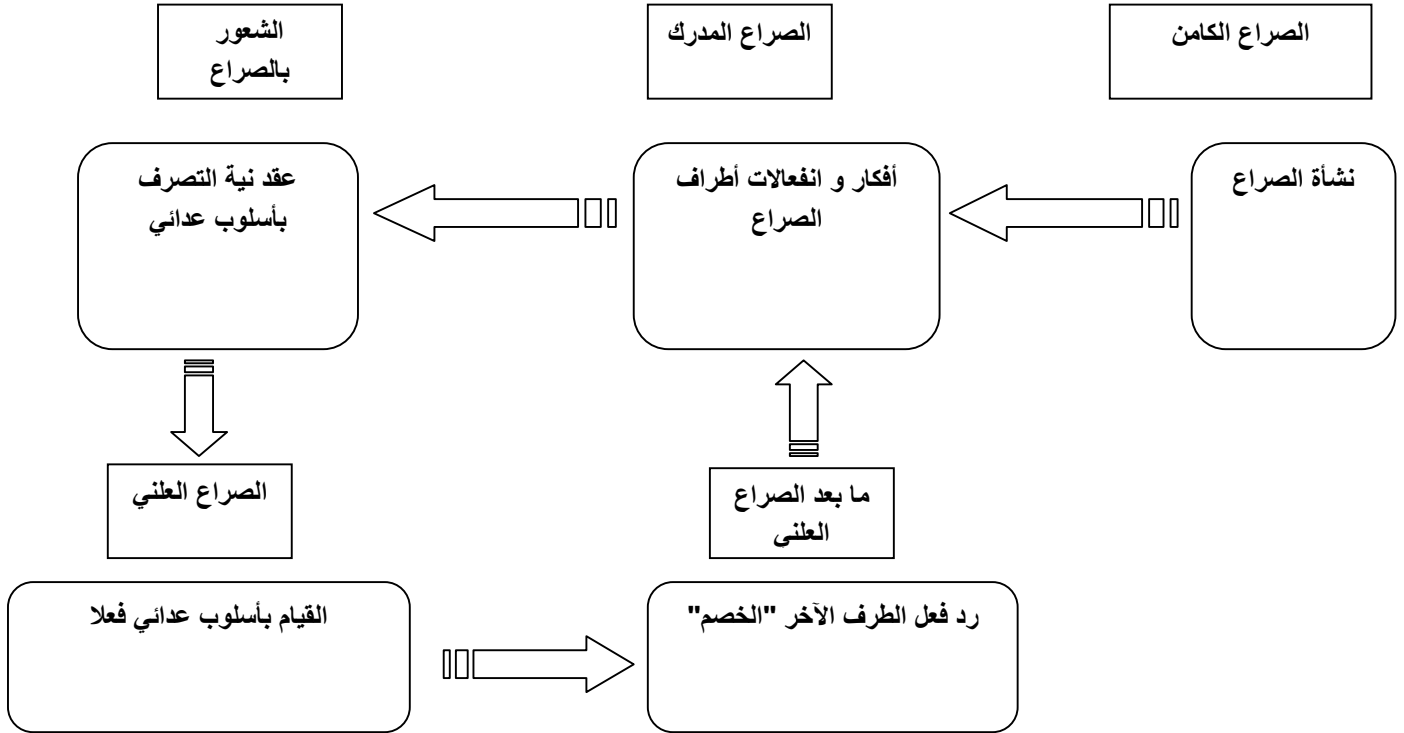 الصراع الكامن
الصراع المدرك
الشعور
بالصراع
نشأة الصراع
أفكار و انفعالات أطراف
الصراع
عقد نية التصرف
بأسلوب عدائي
الصراع العلني
ما بعد الصراع
العلني
القيام بأسلوب عدائي فعلا
رد فعل الطرف الآخر "الخصم"